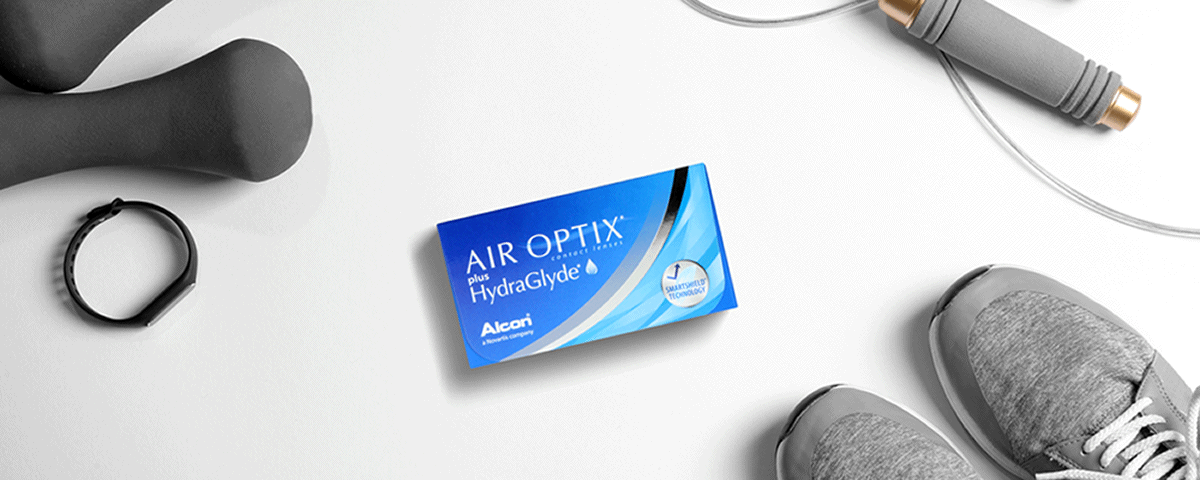 AIR OPTIX®
contact lenses
plus
HydraGlyde®
SMARTSHIELD®
TECHNOLOGY
Alcon®
a Novartis company